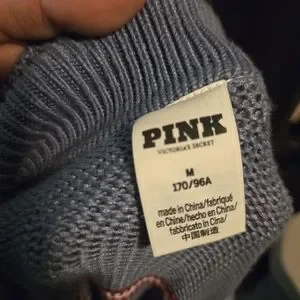 PINK
VICTORIA'S SECRET
M
170/96A
made in China/fabriqué
en Chine/hecho en China/
fabbricato in Cina/
中国制造